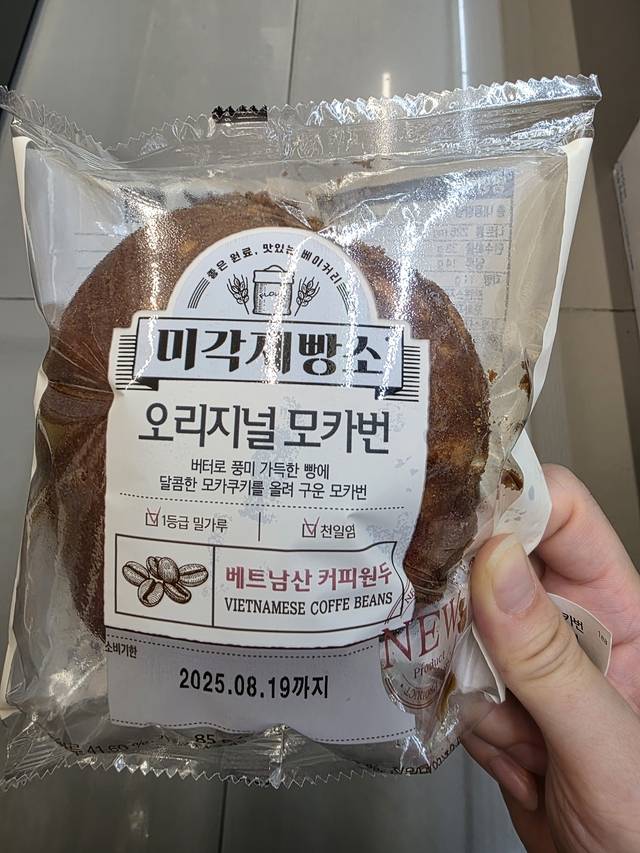 좋은 원료, 맛있는 베이커리
미각제빵소
오리지널 모카번
버터로 풍미 가득한 빵에
달콤한 모카쿠키를 올려 구운 모카번
1등급 밀가루
천일염
베트남산 커피원두
VIETNAMESE COFFE BEANS
NEW
Product
소비기한
2025.08.19까지